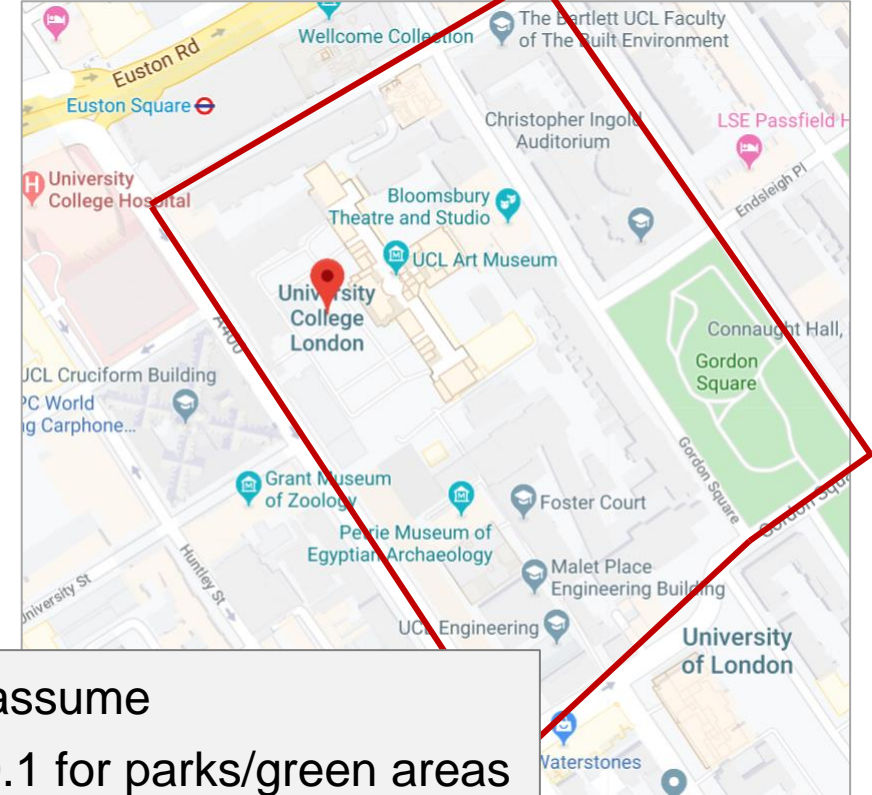 The Bartlett UCL Faculty
of The Built Environment
Wellcome Collection
Euston Rd
Euston Square
Christopher Ingold
Auditorium
LSE Passfield H
University
College Hospital
Endsleigh Pl
Bloomsbury
Theatre and Studio
UCL Art Museum
University
College
London
A400
Connaught Hall,
Gordon
Square
UCL Cruciform Building
PC World
ng Carphone...
Gordon Square
Grant Museum
of Zoology
Foster Court
Gordon Squa
Petrie Museum of
Egyptian Archaeology
Huntley St
Malet Place
Engineering Building
University St
UCL Engineering
University
of London
assume
.1 for parks/green areas
Waterstones